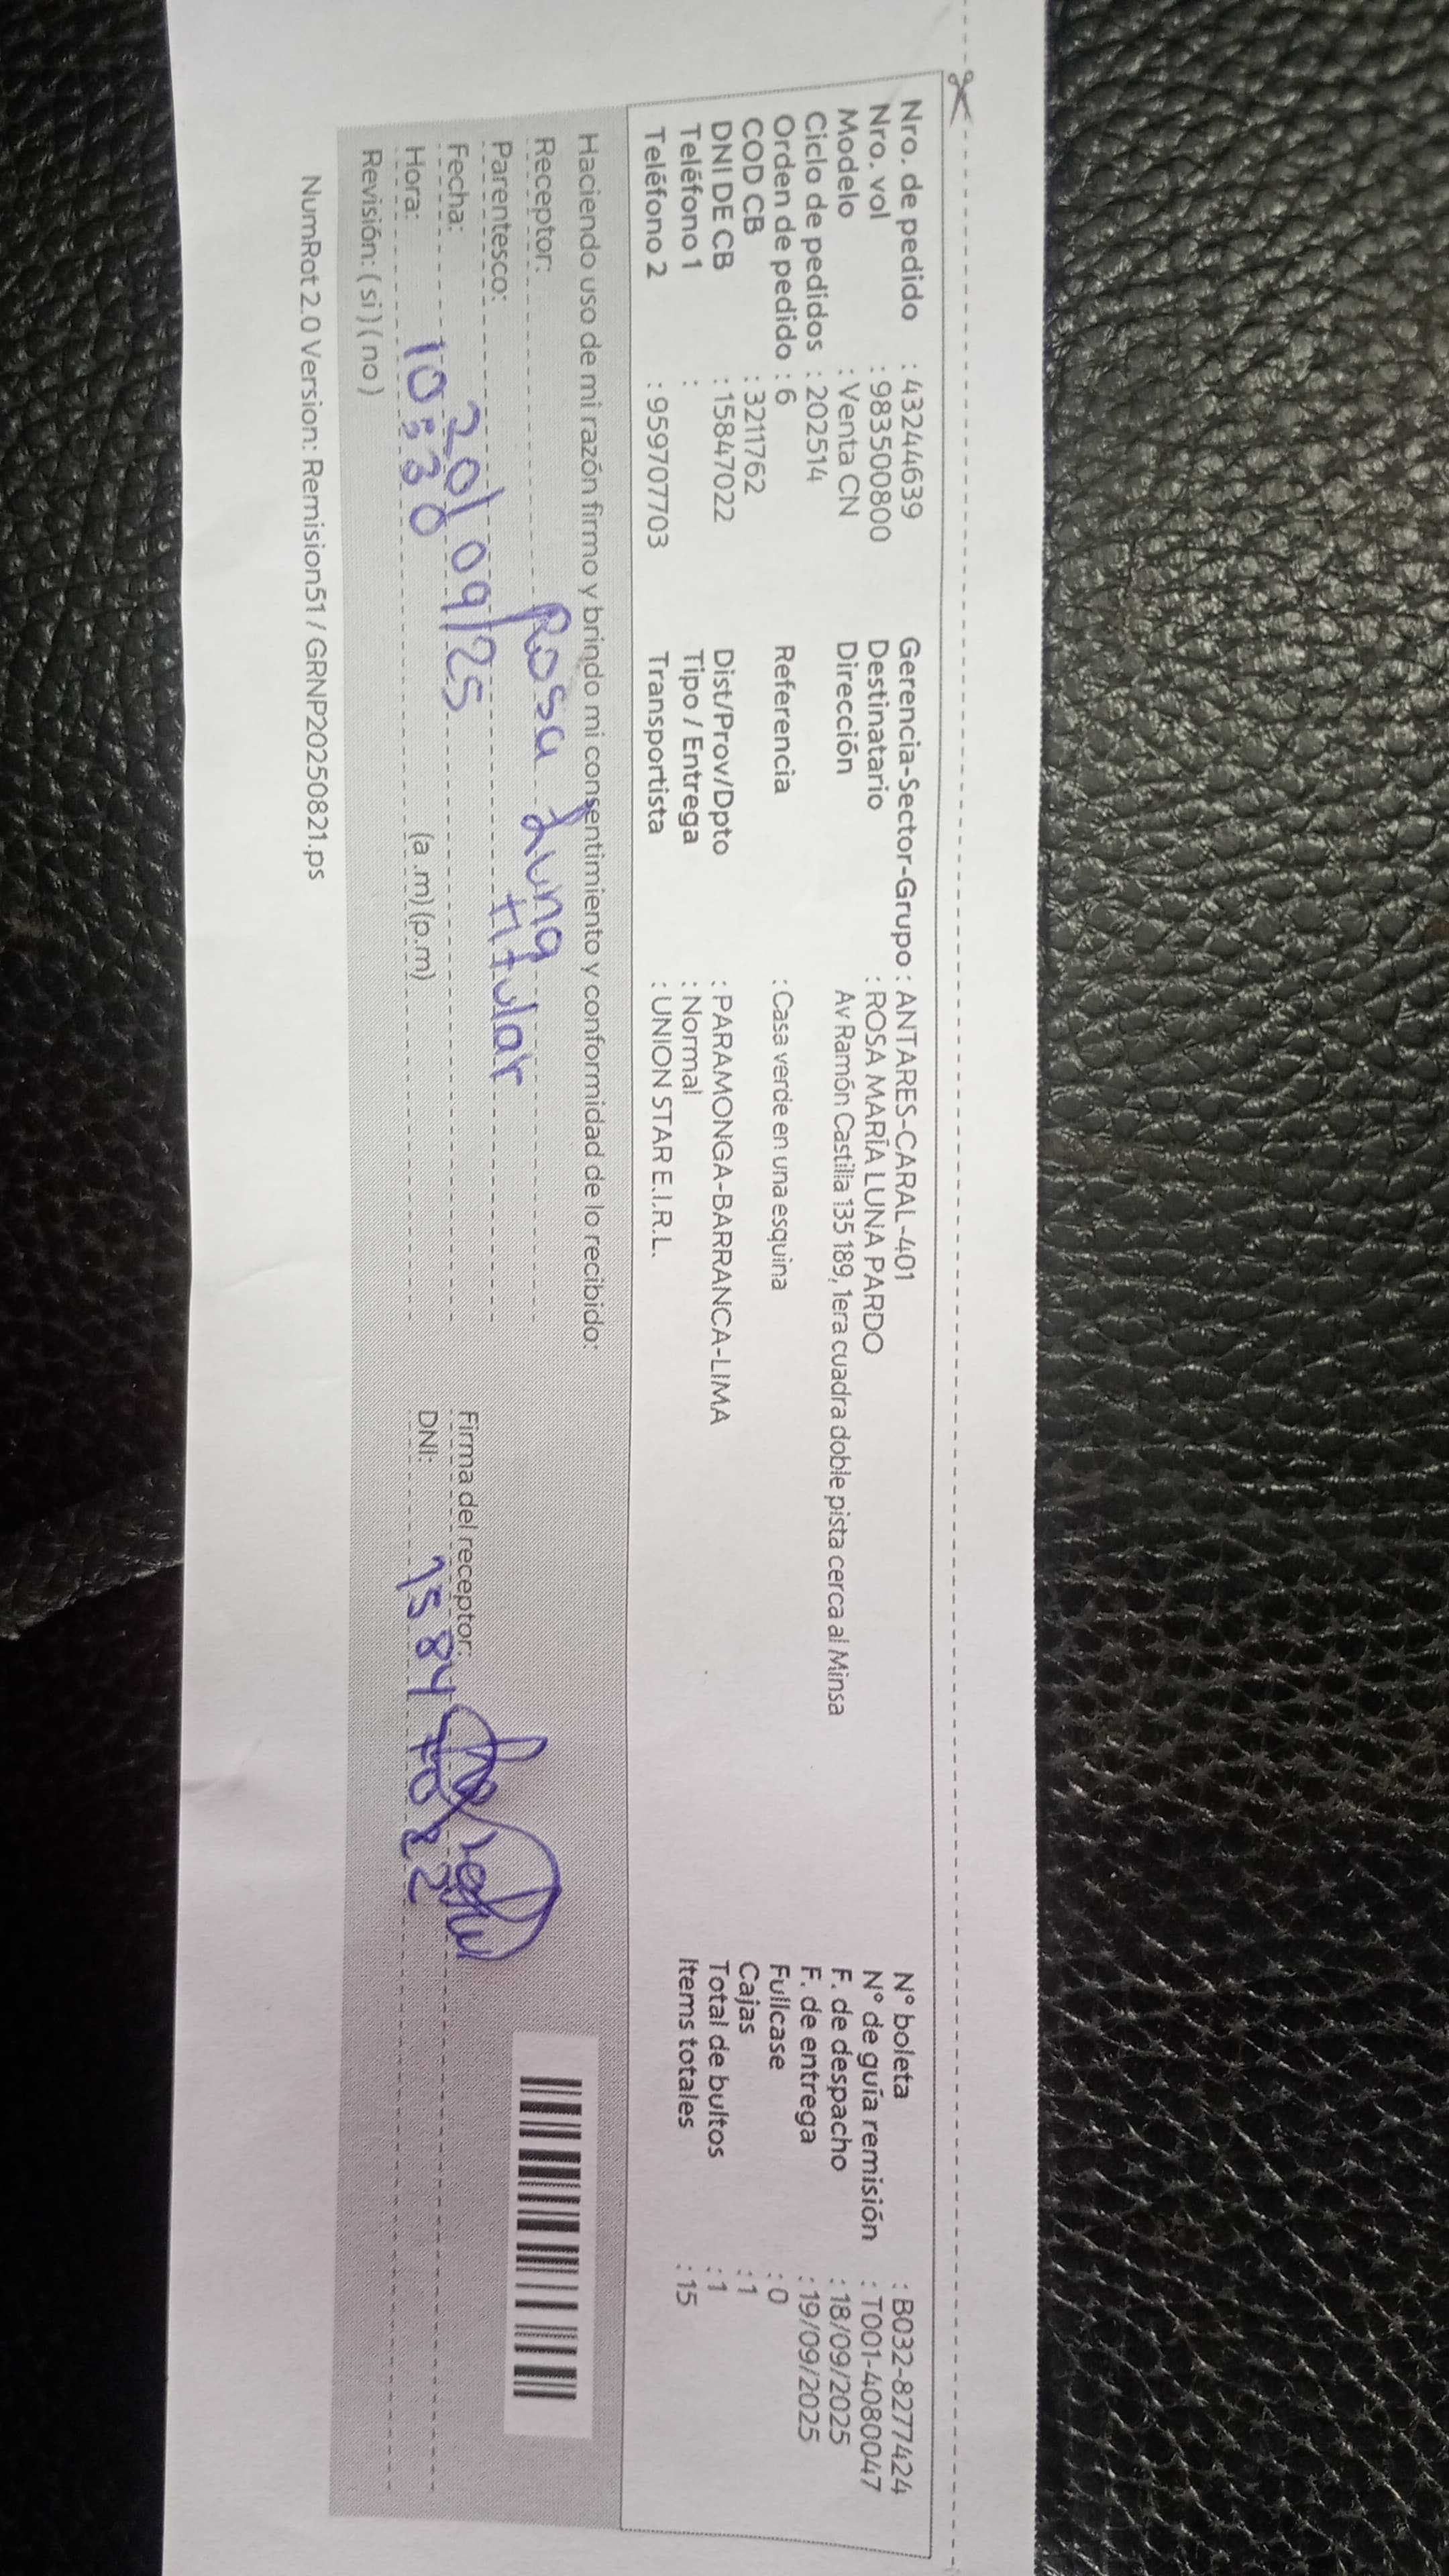 Nro. de pedido : 43244639
Nro. vol : 983500800
Modelo : Venta CN
Ciclo de pedidos : 202514
Orden de pedido : 6
COD CB : 3211762
DNI DE CB : 15847022
Teléfono 1 :
Teléfono 2 : 959707703
Gerencia-Sector-Grupo : ANTARES-CARAL-401
Destinatario : ROSA MARÍA LUNA PARDO
Dirección Av Ramón Castilla 135 189, 1era cuadra doble pista cerca al Minsa
Referencia : Casa verde en una esquina
Dist/Prov/Dpto : PARAMONGA-BARRANCA-LIMA
Tipo / Entrega : Normal
Transportista : UNION STAR E.I.R.L.
N° boleta : B032-8277424
N° de guía remisión : T001-4080047
F. de despacho : 18/09/2025
F. de entrega : 19/09/2025
Fullcase : 0
Cajas : 1
Total de bultos : 1
Items totales : 15
Haciendo uso de mi razón firmo y brindo mi consentimiento y conformidad de lo recibido:
Receptor: Rosa Luna
Parentesco: titular
Fecha: 20/09/25
Hora: 10:30 (a .m) (p.m)
Revisión: ( si ) ( no )
Firma del receptor:
DNI: 15847022
NumRot 2.0 Version: Remision51 / GRNP20250821.ps